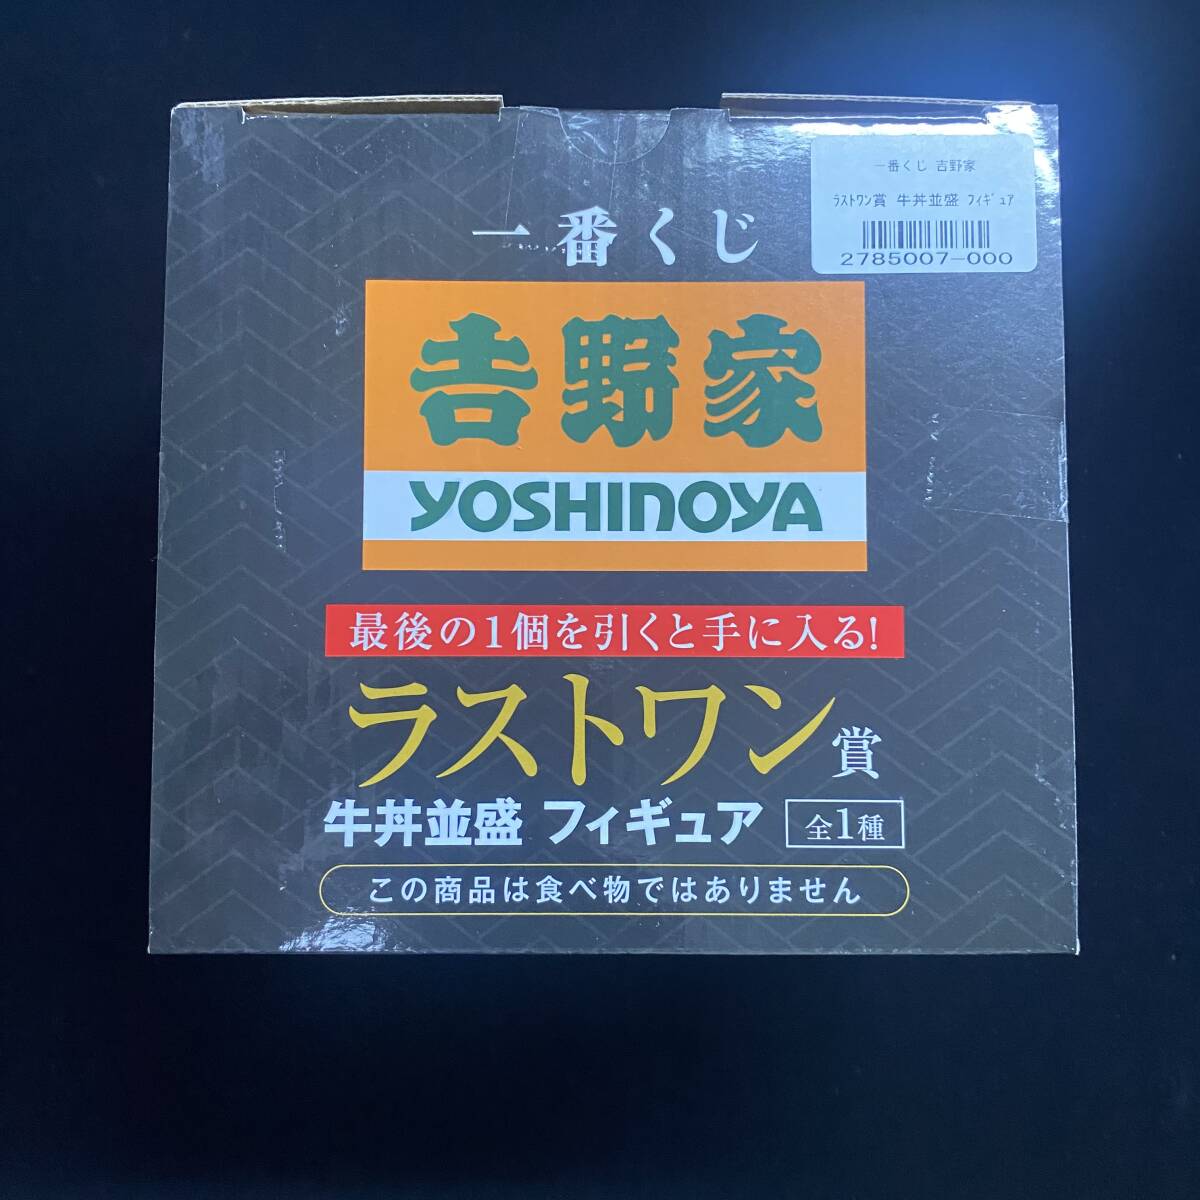 一番くじ 吉野家
ﾗｽﾄﾜﾝ賞 牛丼並盛 ﾌｨｷﾞｭｱ
2785007-000
一番くじ
𠮷野家
YOSHINOYA
最後の1個を引くと手に入る!
ラストワン賞
牛丼並盛 フィギュア 全1種
この商品は食べ物ではありません